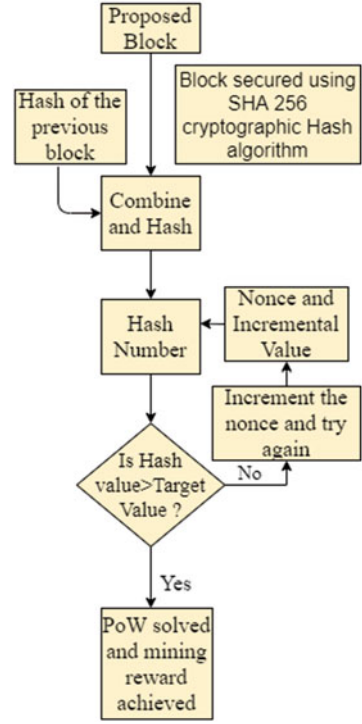 Proposed
Block
Block secured using
SHA 256
cryptographic Hash
algorithm
Hash of the
previous
block
Combine
and Hash
Hash
Number
Nonce and
Incremental
Value
Increment the
nonce and try
again
Is Hash
value>Target
Value ?
No
Yes
PoW solved
and mining
reward
achieved